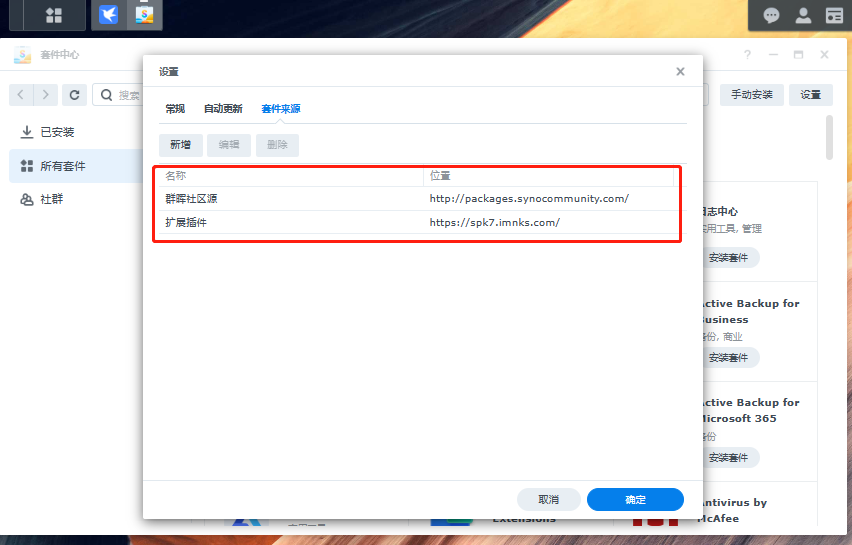 套件中心
设置
搜索
手动安装
设置
常规
自动更新
套件来源
新增
编辑
删除
名称
位置
群晖社区源
http://packages.synocommunity.com/
扩展插件
https://spk7.imnks.com/
已安装
所有套件
社群
日志中心
实用工具, 管理
安装套件
Active Backup for
Business
备份, 商业
安装套件
Active Backup for
Microsoft 365
备份
安装套件
Antivirus by
McAfee
Extensions
取消
确定